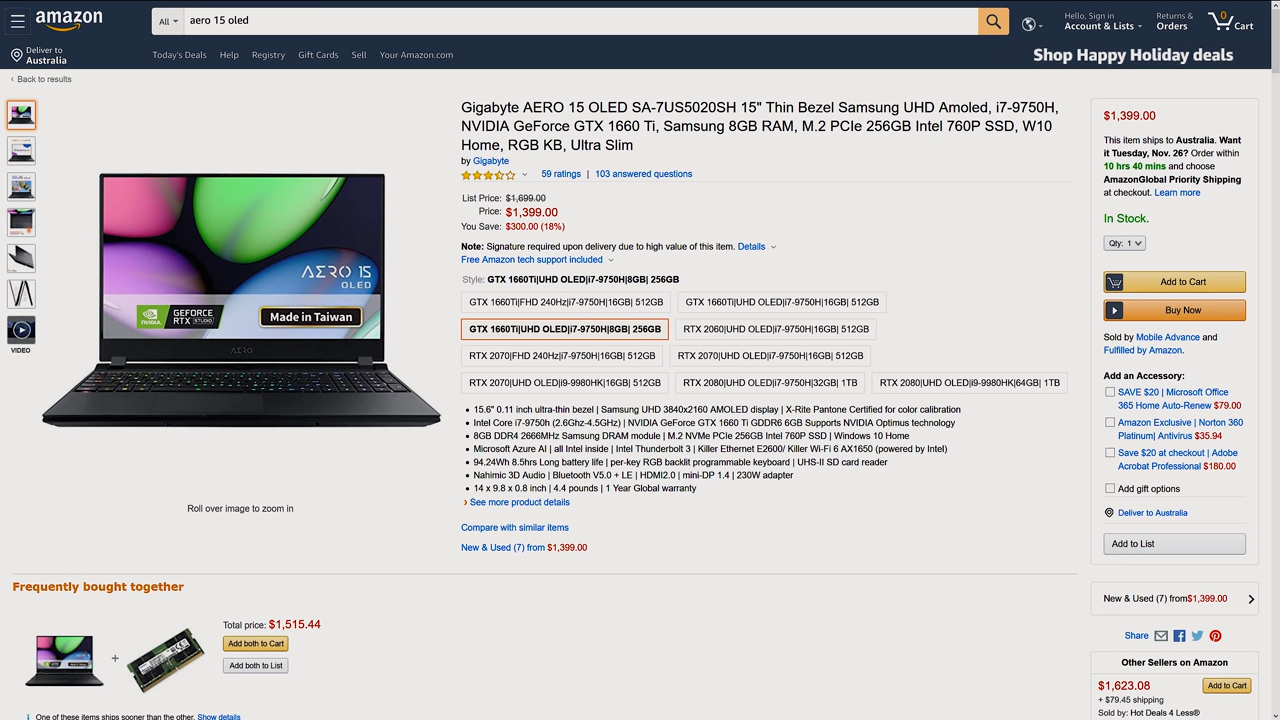 amazon
All
aero 15 oled
Hello, Sign in
Account & Lists
Returns &
Orders
0
Cart
Deliver to
Australia
Today's Deals
Help
Registry
Gift Cards
Sell
Your Amazon.com
Shop Happy Holiday deals
‹ Back to results
Gigabyte AERO 15 OLED SA-7US5020SH 15" Thin Bezel Samsung UHD Amoled, i7-9750H,
NVIDIA GeForce GTX 1660 Ti, Samsung 8GB RAM, M.2 PCIe 256GB Intel 760P SSD, W10
Home, RGB KB, Ultra Slim
by Gigabyte
59 ratings | 103 answered questions
List Price: $1,699.00
Price: $1,399.00
You Save: $300.00 (18%)
Note: Signature required upon delivery due to high value of this item. Details
Free Amazon tech support included
Style: GTX 1660Ti|UHD OLED|i7-9750H|8GB| 256GB
GTX 1660Ti|FHD 240Hz|i7-9750H|16GB| 512GB
GTX 1660Ti|UHD OLED|i7-9750H|16GB| 512GB
GTX 1660Ti|UHD OLED|i7-9750H|8GB| 256GB
RTX 2060|UHD OLED|i7-9750H|16GB| 512GB
RTX 2070|FHD 240Hz|i7-9750H|16GB| 512GB
RTX 2070|UHD OLED|i7-9750H|16GB| 512GB
RTX 2070|UHD OLED|i9-9980HK|16GB| 512GB
RTX 2080|UHD OLED|i7-9750H|32GB| 1TB
RTX 2080|UHD OLED|i9-9980HK|64GB| 1TB
• 15.6" 0.11 inch ultra-thin bezel | Samsung UHD 3840x2160 AMOLED display | X-Rite Pantone Certified for color calibration
• Intel Core i7-9750h (2.6Ghz-4.5GHz) | NVIDIA GeForce GTX 1660 Ti GDDR6 6GB Supports NVIDIA Optimus technology
• 8GB DDR4 2666MHz Samsung DRAM module | M.2 NVMe PCIe 256GB Intel 760P SSD | Windows 10 Home
• Microsoft Azure AI | all Intel inside | Intel Thunderbolt 3 | Killer Ethernet E2600/ Killer Wi-Fi 6 AX1650 (powered by Intel)
• 94.24Wh 8.5hrs Long battery life | per-key RGB backlit programmable keyboard | UHS-II SD card reader
• Nahimic 3D Audio | Bluetooth V5.0 + LE | HDMI2.0 | mini-DP 1.4 | 230W adapter
• 14 x 9.8 x 0.8 inch | 4.4 pounds | 1 Year Global warranty
› See more product details
Compare with similar items
New & Used (7) from $1,399.00
AERO 15
OLED
NVIDIA
GEFORCE
RTX STUDIO
Made in Taiwan
AERO
VIDEO
Roll over image to zoom in
$1,399.00
This item ships to Australia. Want
it Tuesday, Nov. 26? Order within
10 hrs 40 mins and choose
AmazonGlobal Priority Shipping
at checkout. Learn more
In Stock.
Qty: 1
Add to Cart
Buy Now
Sold by Mobile Advance and
Fulfilled by Amazon.
Add an Accessory:
SAVE $20 | Microsoft Office
365 Home Auto-Renew $79.00
Amazon Exclusive | Norton 360
Platinum| Antivirus $35.94
Save $20 at checkout | Adobe
Acrobat Professional $180.00
Add gift options
Deliver to Australia
Add to List
New & Used (7) from$1,399.00
Share
Other Sellers on Amazon
$1,623.08
Add to Cart
+ $79.45 shipping
Sold by: Hot Deals 4 Less®
Frequently bought together
+
Total price: $1,515.44
Add both to Cart
Add both to List
i One of these items ships sooner than the other. Show details